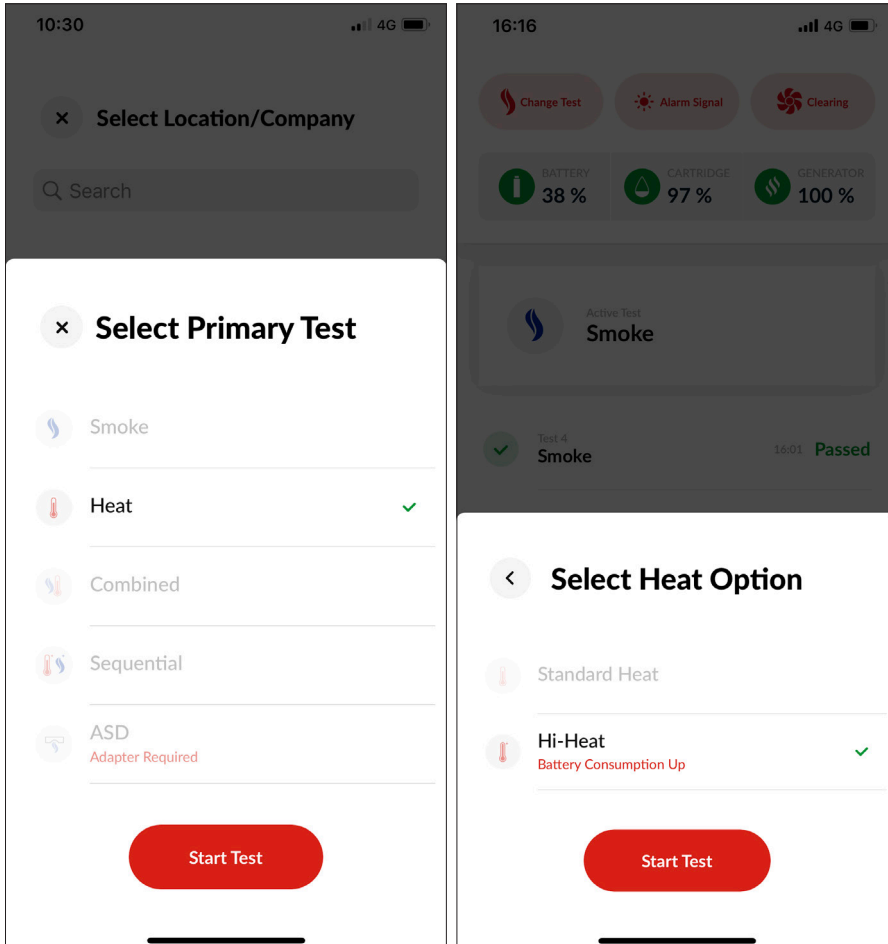 10:30
4G
Select Location/Company
Search
Select Primary Test
Smoke
Heat
Combined
Sequential
ASD
Adapter Required
Start Test
16:16
4G
Change Test
Alarm Signal
Clearing
BATTERY
38 %
CARTRIDGE
97 %
GENERATOR
100 %
Active Test
Smoke
Test 4
Smoke
16:01 Passed
Select Heat Option
Standard Heat
Hi-Heat
Battery Consumption Up
Start Test